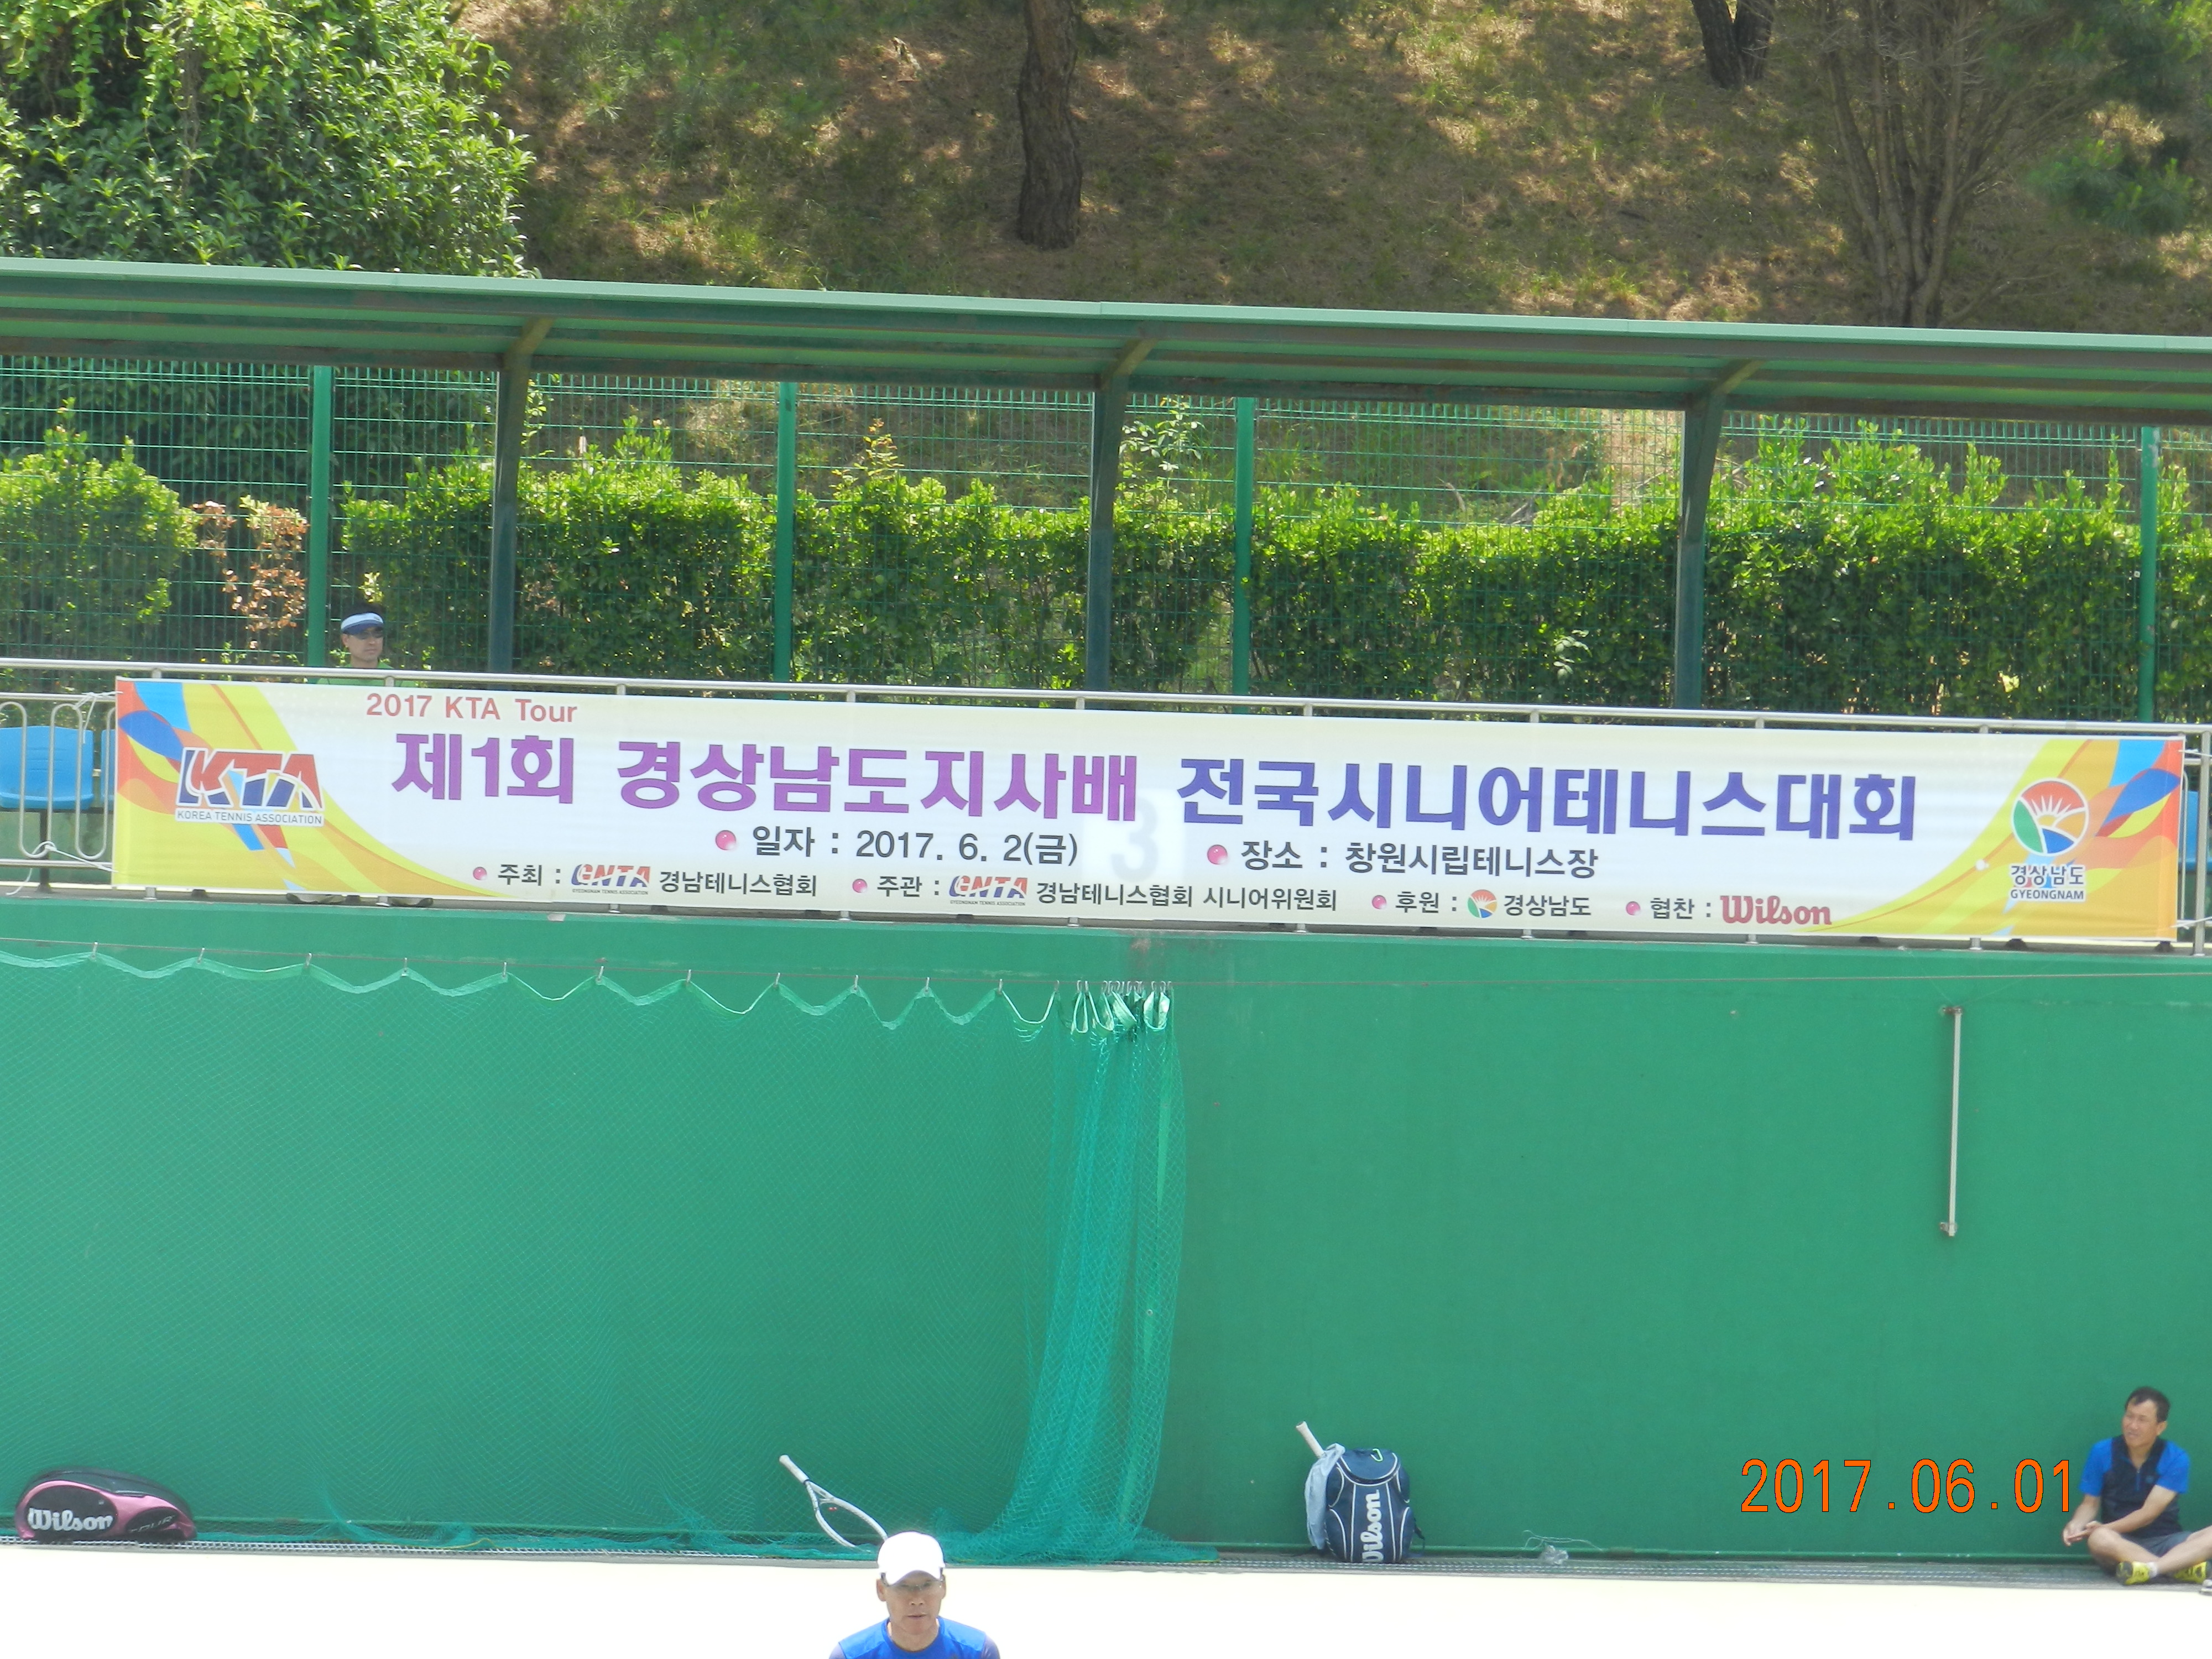 2017 KTA Tour
제1회 경상남도지사배 전국시니어테니스대회
KTA
KOREA TENNIS ASSOCIATION
일자 : 2017. 6. 2(금) 3 장소 : 창원시립테니스장
주최 : GNTA 경남테니스협회 주관 : GNTA 경남테니스협회 시니어위원회 후원 : 경상남도 협찬 : Wilson
경상남도
GYEONGNAM
Wilson
Wilson
2017.06.01